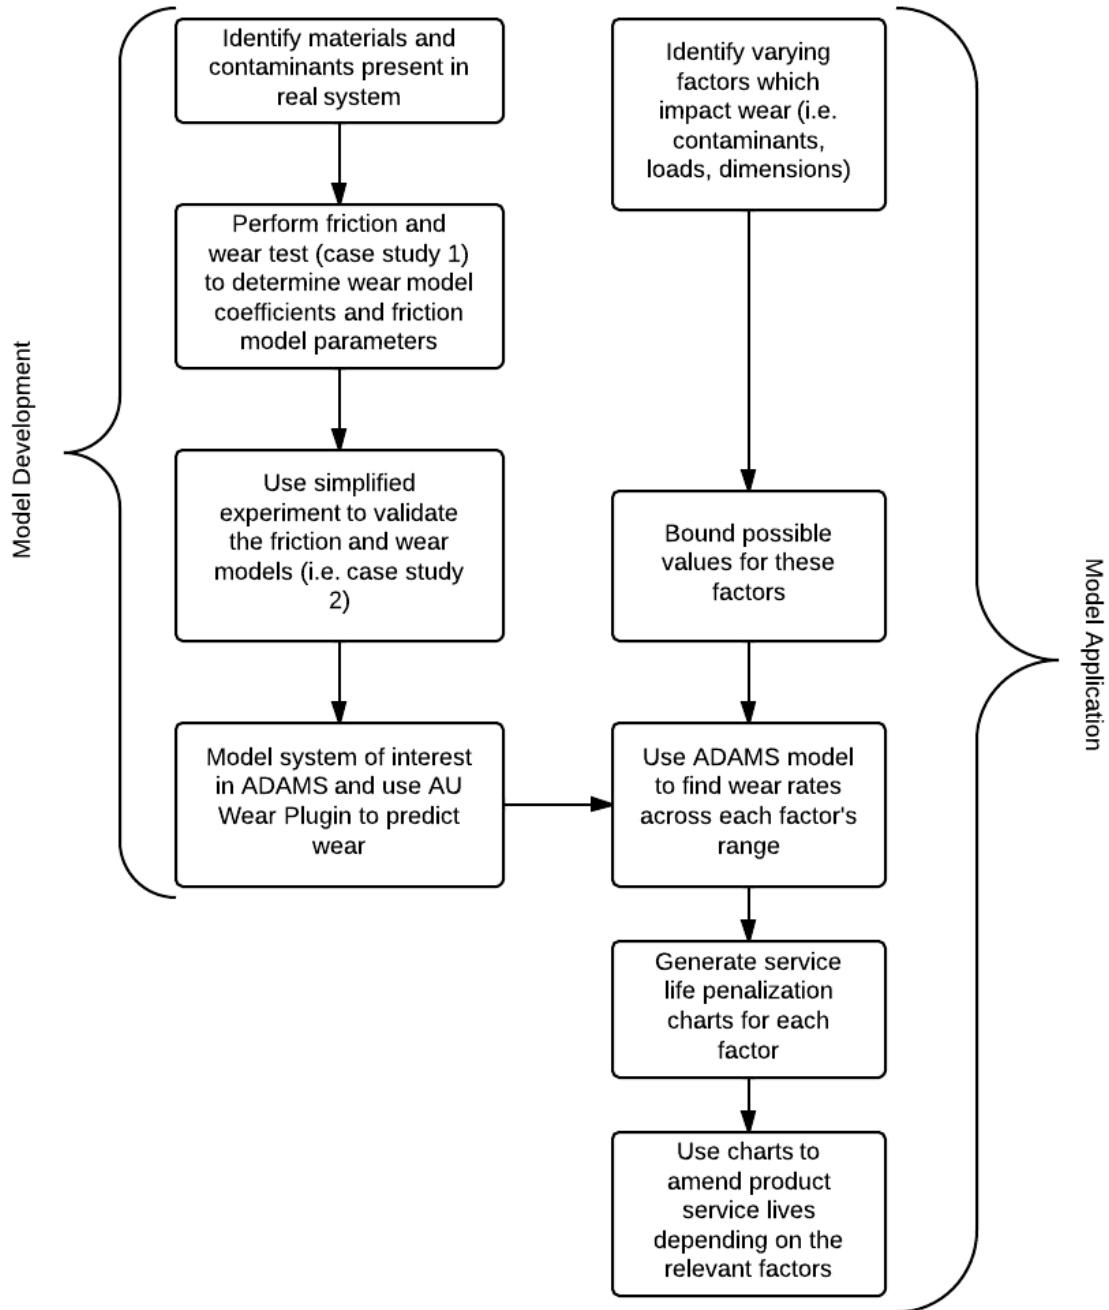 Model Development
Identify materials and
contaminants present in
real system
Perform friction and
wear test (case study 1)
to determine wear model
coefficients and friction
model parameters
Use simplified
experiment to validate
the friction and wear
models (i.e. case study
2)
Model system of interest
in ADAMS and use AU
Wear Plugin to predict
wear
Identify varying
factors which
impact wear (i.e.
contaminants,
loads, dimensions)
Bound possible
values for these
factors
Use ADAMS model
to find wear rates
across each factor's
range
Generate service
life penalization
charts for each
factor
Use charts to
amend product
service lives
depending on the
relevant factors
Model Application